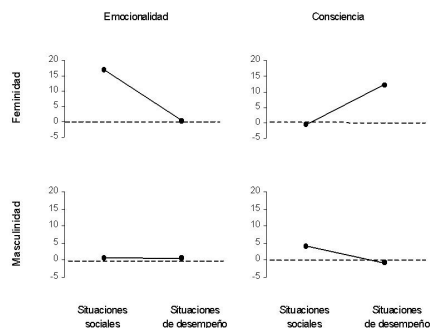 Emocionalidad
Consciencia
Feminidad
20
15
10
5
0
-5
20
15
10
5
0
-5
Masculinidad
20
15
10
5
0
-5
20
15
10
5
0
-5
Situaciones
sociales
Situaciones
de desempeño
Situaciones
sociales
Situaciones
de desempeño